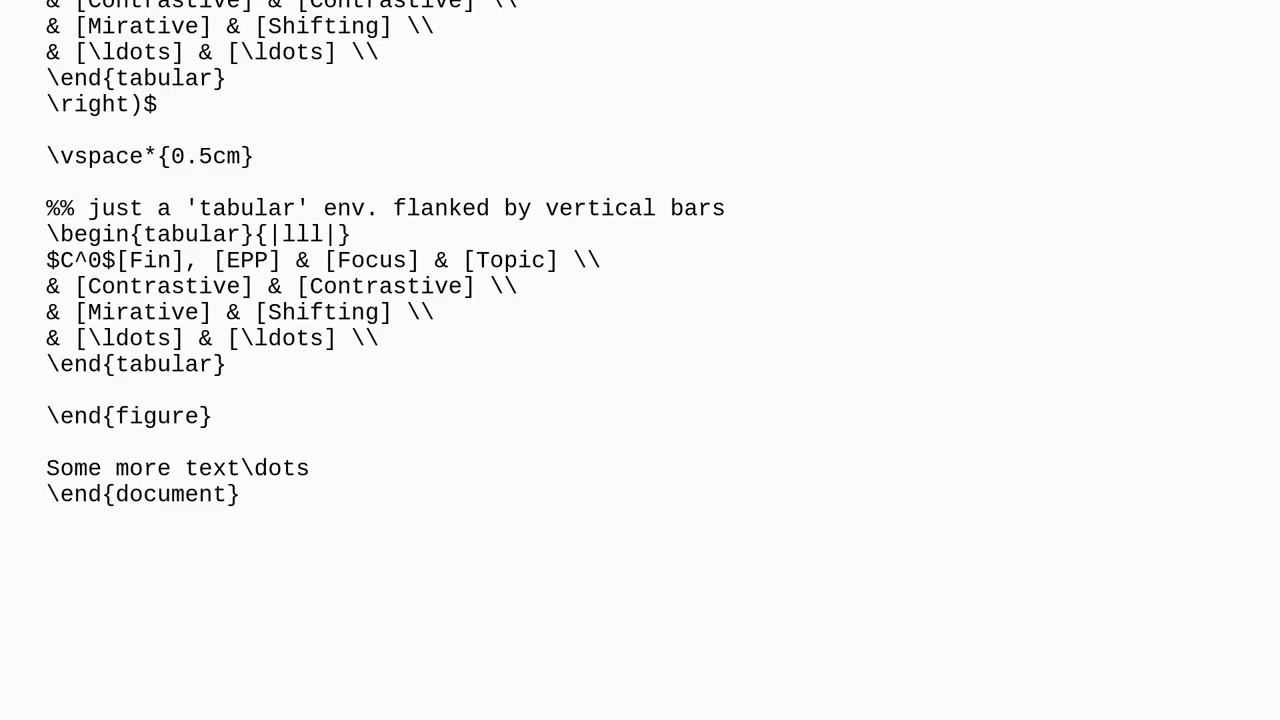 & [Contrastive] & [Contrastive] \\
& [Mirative] & [Shifting] \\
& [\ldots] & [\ldots] \\
\end{tabular}
\right)$
\vspace*{0.5cm}
%% just a 'tabular' env. flanked by vertical bars
\begin{tabular}{|lll|}
$C^0$[Fin], [EPP] & [Focus] & [Topic] \\
& [Contrastive] & [Contrastive] \\
& [Mirative] & [Shifting] \\
& [\ldots] & [\ldots] \\
\end{tabular}
\end{figure}
Some more text\dots
\end{document}